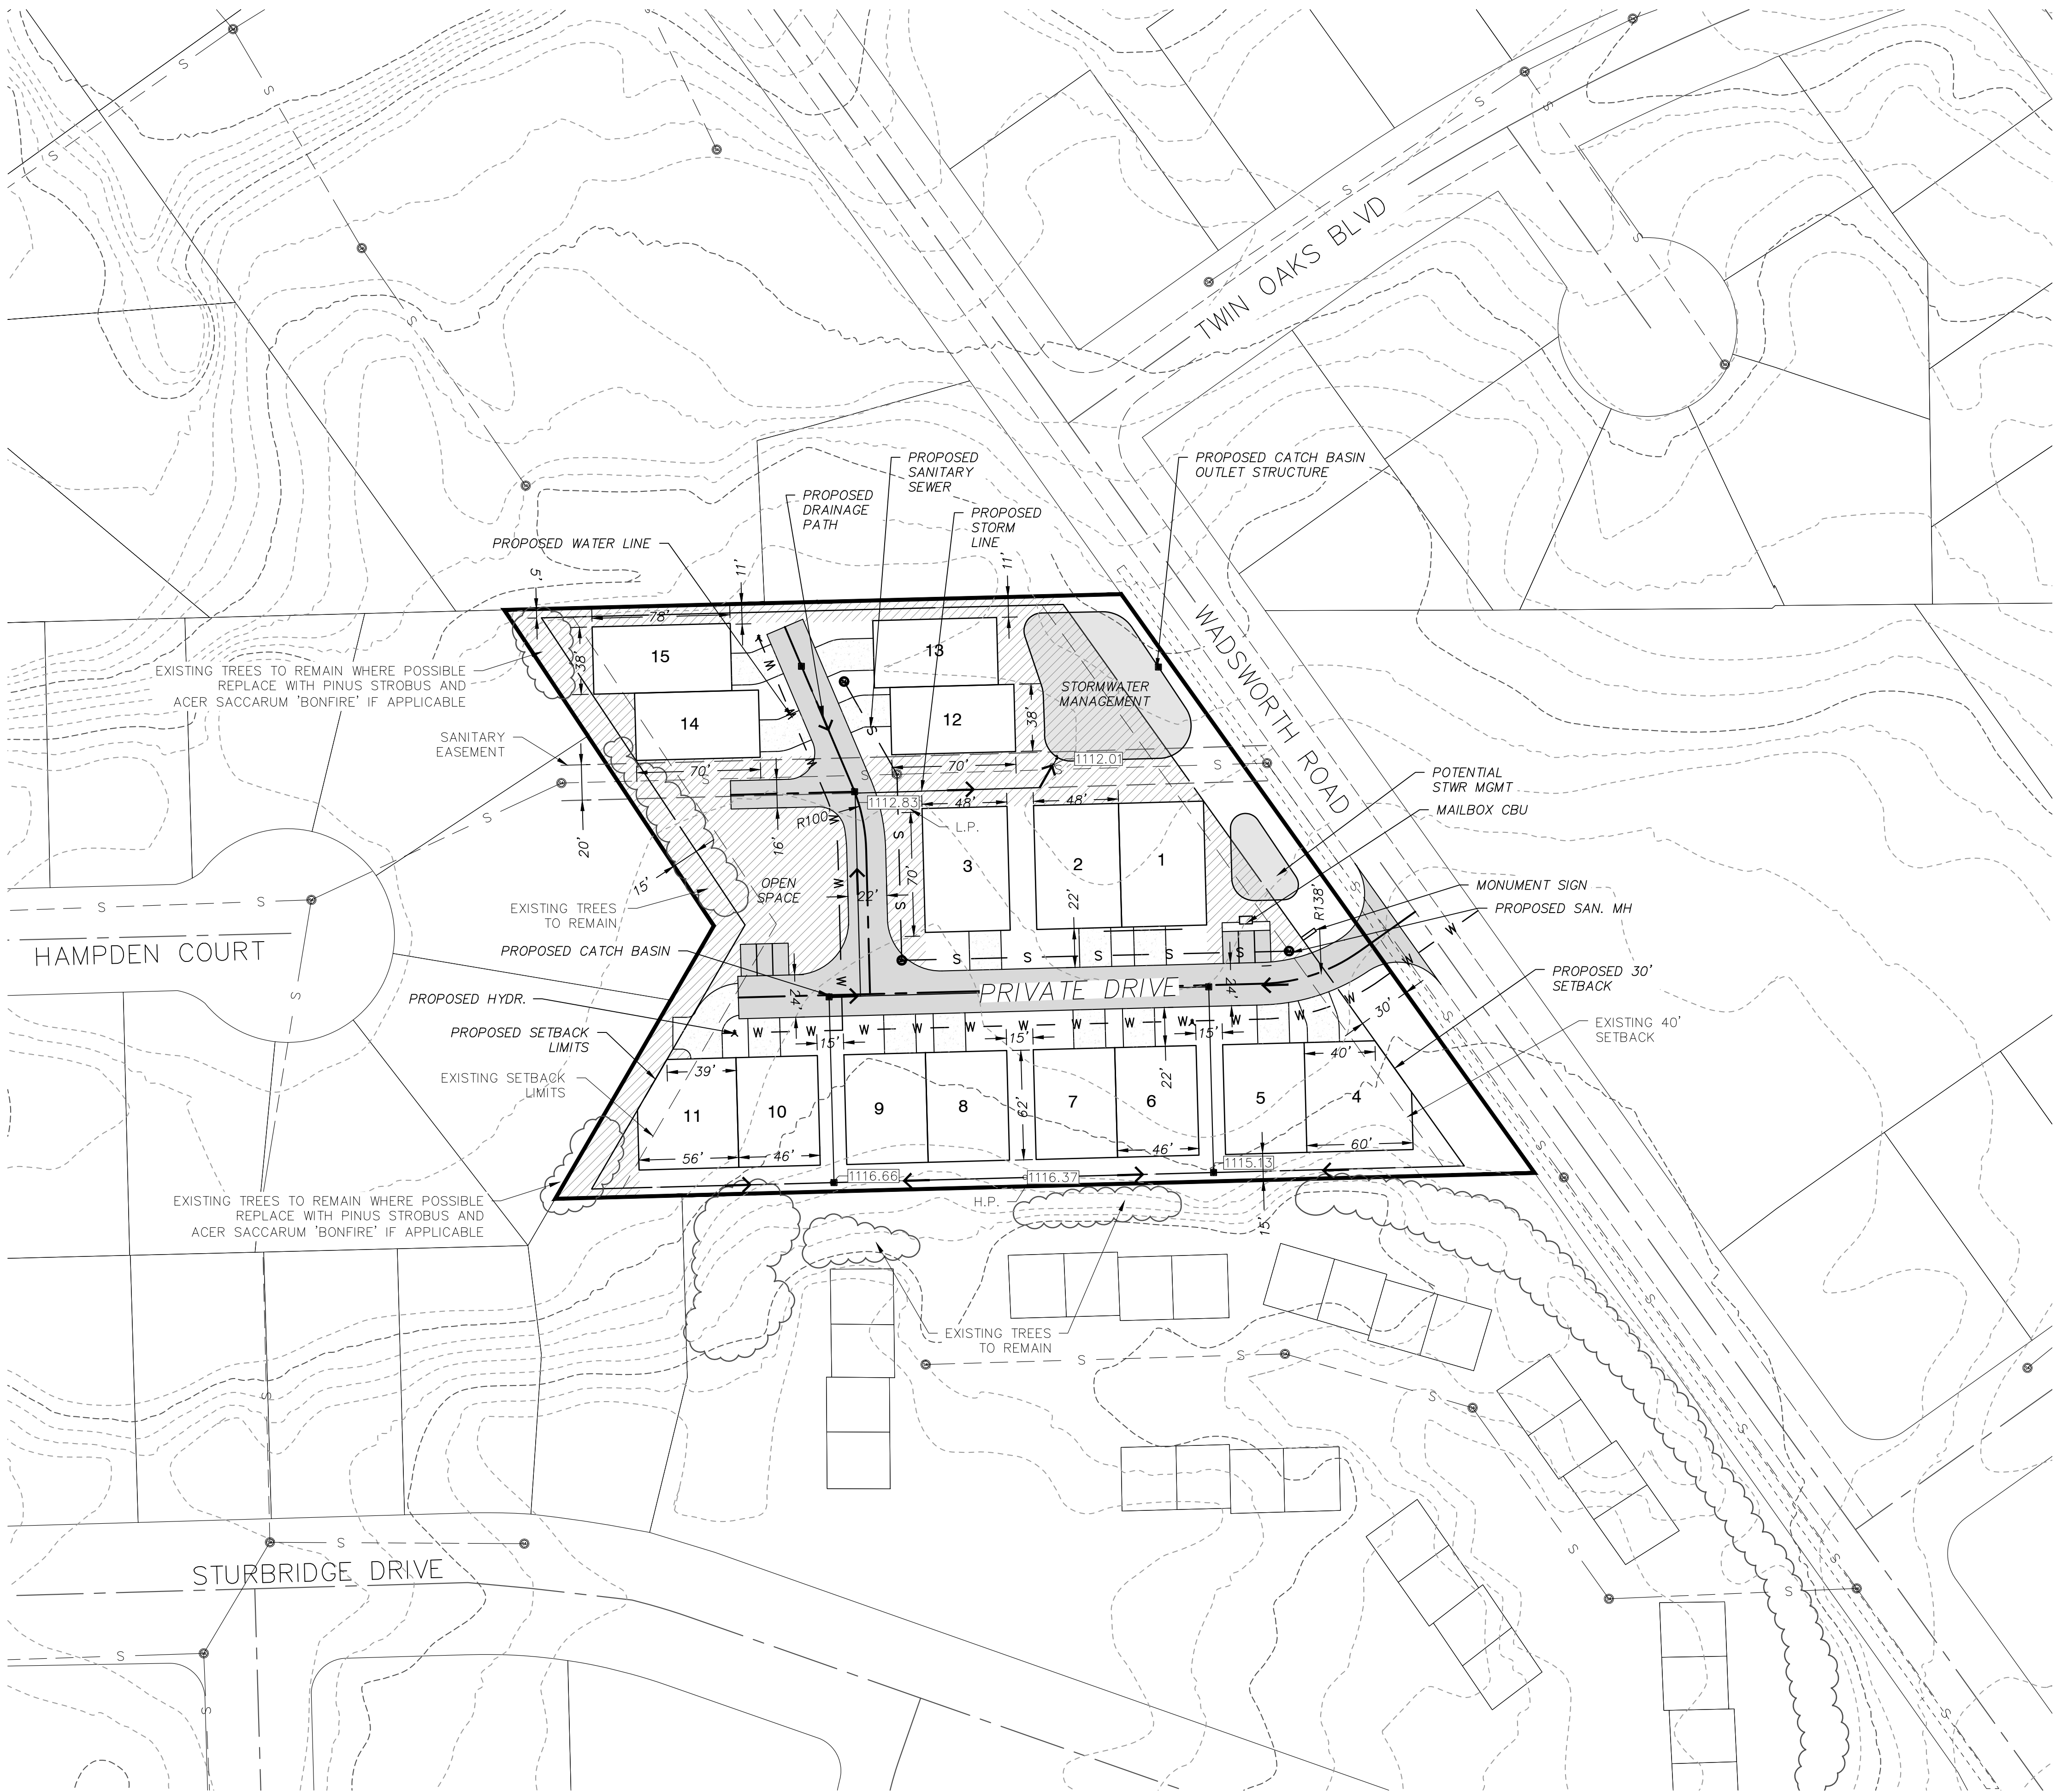 TWIN OAKS BLVD
PROPOSED
SANITARY
SEWER
PROPOSED CATCH BASIN
OUTLET STRUCTURE
PROPOSED
DRAINAGE
PATH
PROPOSED
STORM
LINE
PROPOSED WATER LINE
5'
11'
11'
78'
WADSWORTH ROAD
15
13
38'
EXISTING TREES TO REMAIN WHERE POSSIBLE
REPLACE WITH PINUS STROBUS AND
ACER SACCARUM 'BONFIRE' IF APPLICABLE
STORMWATER
MANAGEMENT
14
12
38'
SANITARY
EASEMENT
70'
70'
1112.01
POTENTIAL
STWR MGMT
1112.83
48'
48'
MAILBOX CBU
R100'
L.P.
20'
16'
3
2
1
70'
15'
OPEN
SPACE
22'
22'
R138'
MONUMENT SIGN
EXISTING TREES
TO REMAIN
PROPOSED SAN. MH
HAMPDEN COURT
PROPOSED CATCH BASIN
PROPOSED 30'
SETBACK
PRIVATE DRIVE
24'
24'
PROPOSED HYDR.
30'
EXISTING 40'
SETBACK
PROPOSED SETBACK
LIMITS
15'
15'
15'
39'
40'
EXISTING SETBACK
LIMITS
22'
11
10
9
8
62'
7
6
5
4
56'
46'
46'
60'
1116.66
1116.37
1115.13
H.P.
15'
EXISTING TREES TO REMAIN WHERE POSSIBLE
REPLACE WITH PINUS STROBUS AND
ACER SACCARUM 'BONFIRE' IF APPLICABLE
EXISTING TREES
TO REMAIN
STURBRIDGE DRIVE